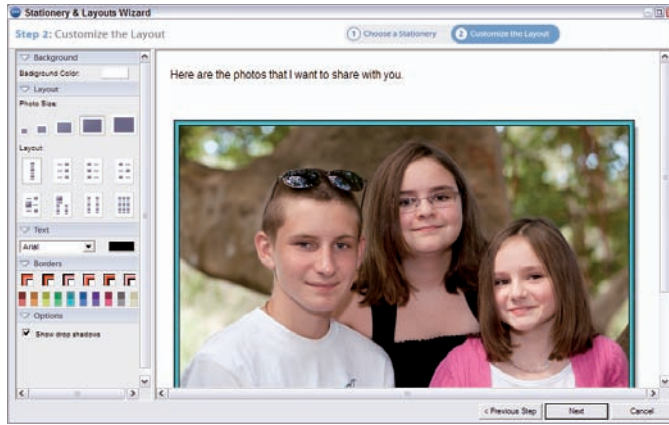 Stationery & Layouts Wizard
Step 2: Customize the Layout
1 Choose a Stationery
2 Customize the Layout
Background
Background Color:
Layout
Photo Size:
Layout:
Text
Arial
Borders
Options
Show drop shadows
Here are the photos that I want to share with you.
< Previous Step
Next
Cancel